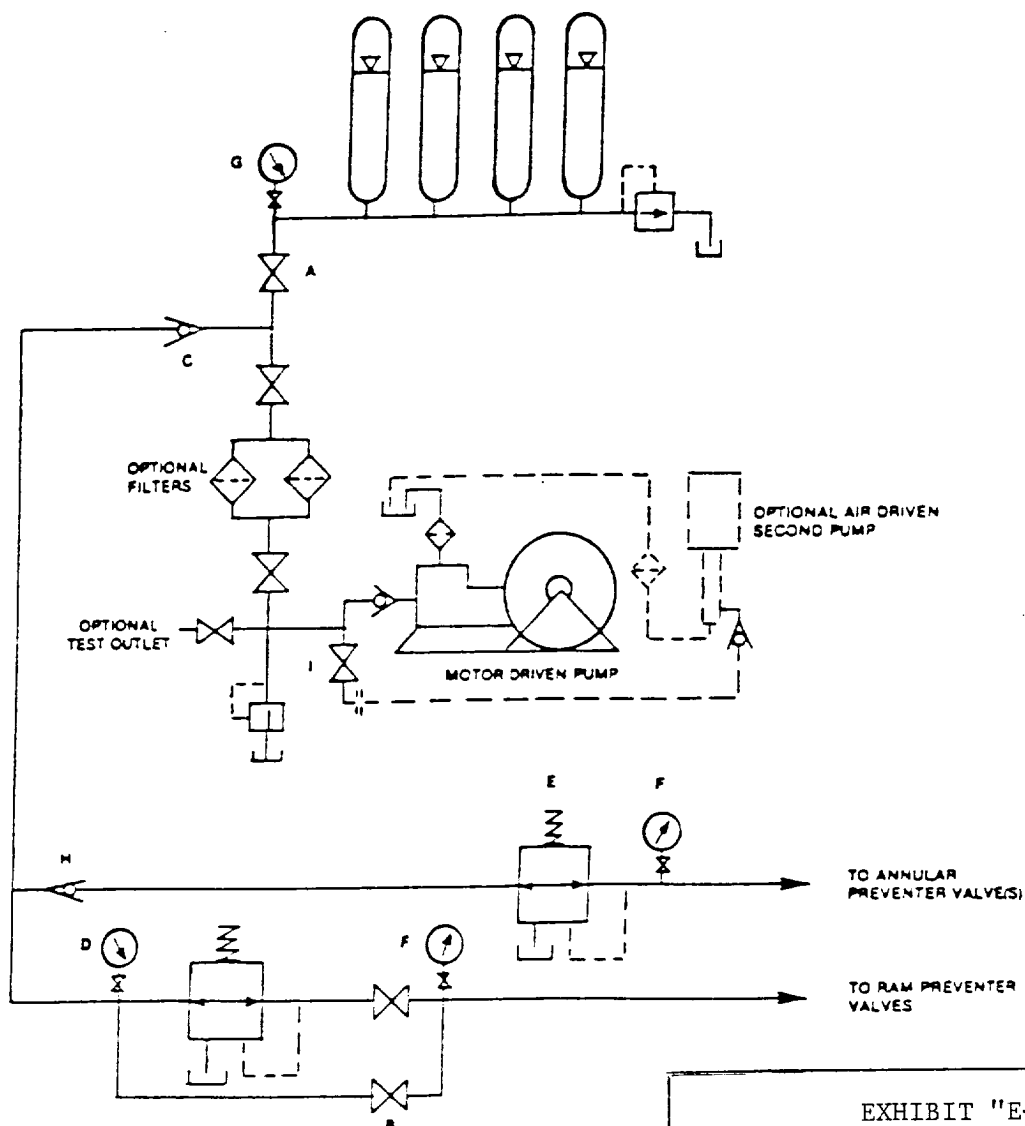 G
A
C
OPTIONAL
FILTERS
OPTIONAL AIR DRIVEN
SECOND PUMP
OPTIONAL
TEST OUTLET
I
MOTOR DRIVEN PUMP
E
F
H
TO ANNULAR
PREVENTER VALVE(S)
D
F
TO RAM PREVENTER
VALVES
EXHIBIT "E-